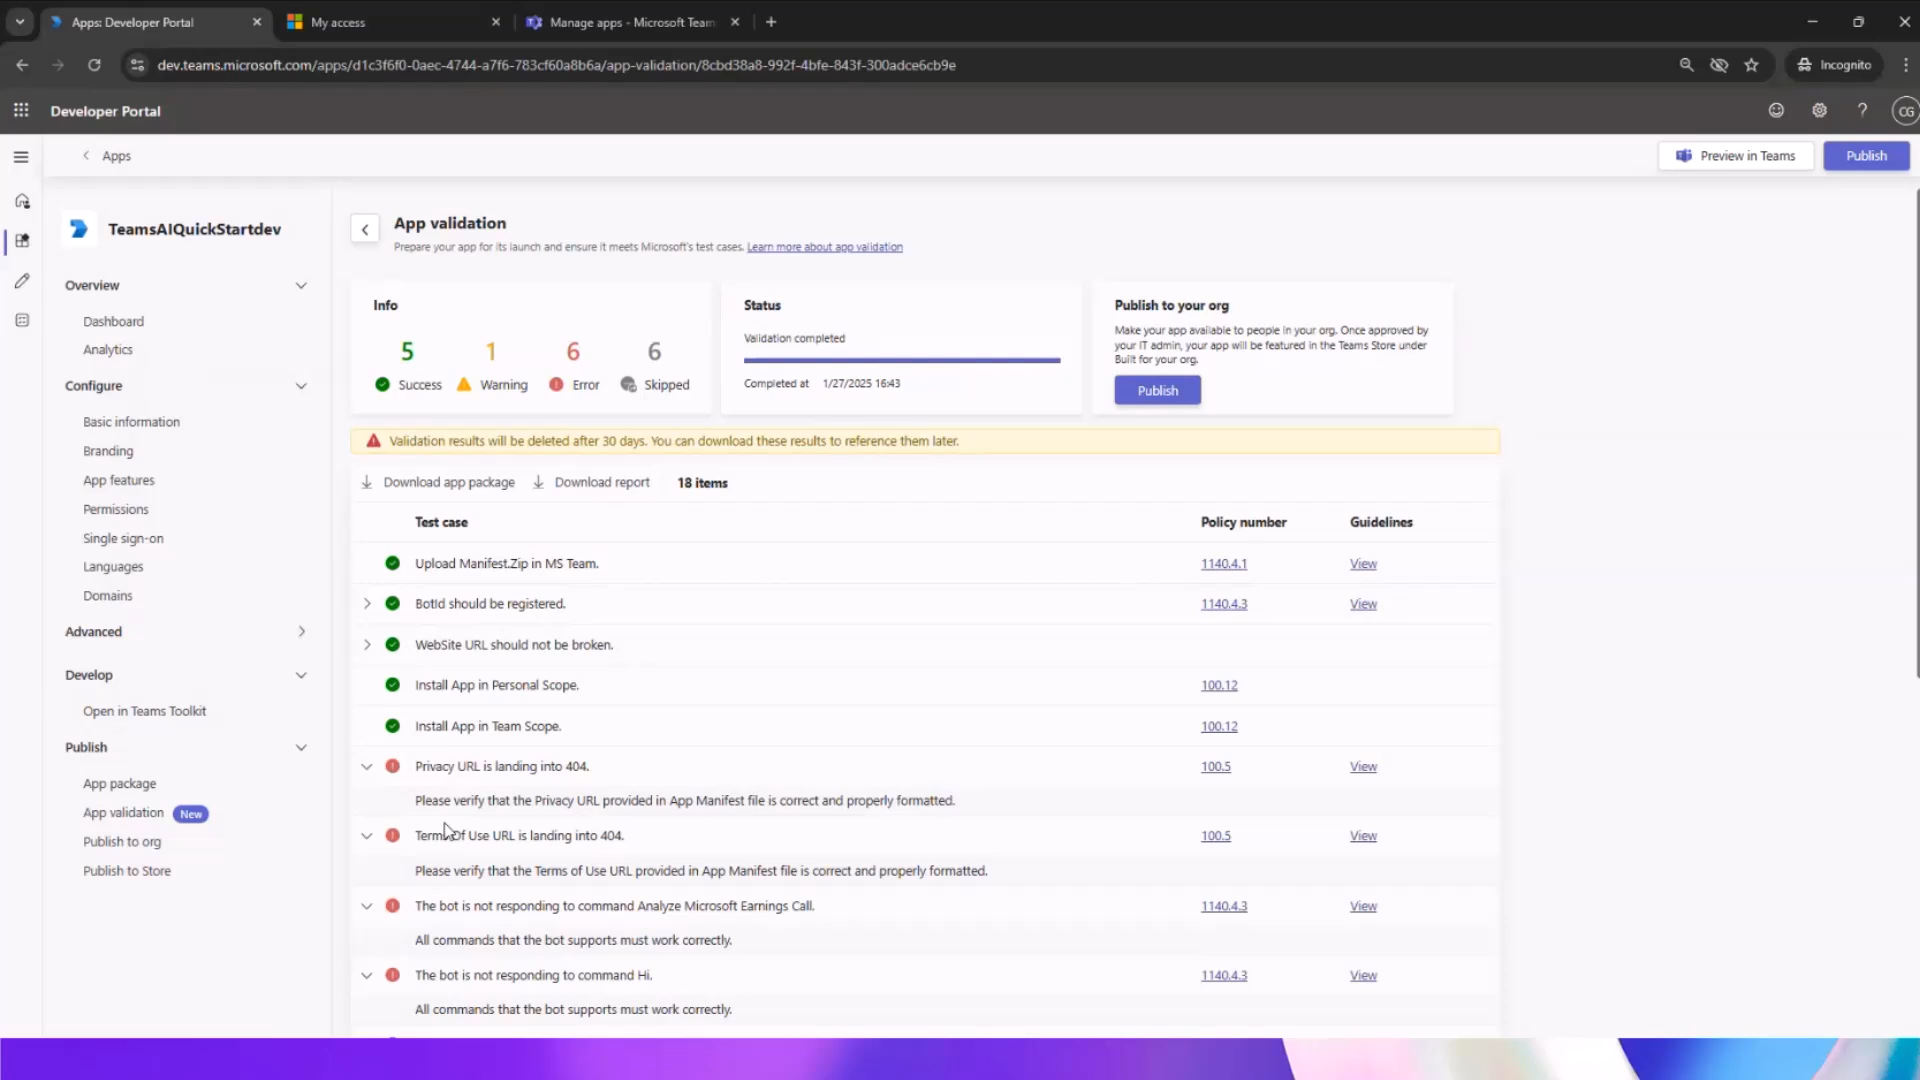 Apps: Developer Portal
My access
Manage apps - Microsoft Team
dev.teams.microsoft.com/apps/d1c3f6f0-0aec-4744-a7f6-783cf60a8b6a/app-validation/8cbd38a8-992f-4bfe-843f-300adce6cb9e
Incognito
Developer Portal
CG
Apps
Preview in Teams
Publish
TeamsAIQuickStartdev
Overview
Dashboard
Analytics
Configure
Basic information
Branding
App features
Permissions
Single sign-on
Languages
Domains
Advanced
Develop
Open in Teams Toolkit
Publish
App package
App validation New
Publish to org
Publish to Store
App validation
Prepare your app for its launch and ensure it meets Microsoft's test cases. Learn more about app validation
Info
5 1 6 6
Success Warning Error Skipped
Status
Validation completed
Completed at 1/27/2025 16:43
Publish to your org
Make your app available to people in your org. Once approved by
your IT admin, your app will be featured in the Teams Store under
Built for your org.
Publish
Validation results will be deleted after 30 days. You can download these results to reference them later.
Download app package Download report 18 items
Test case Policy number Guidelines
Upload Manifest.Zip in MS Team. 1140.4.1 View
BotId should be registered. 1140.4.3 View
WebSite URL should not be broken.
Install App in Personal Scope. 100.12
Install App in Team Scope. 100.12
Privacy URL is landing into 404. 100.5 View
Please verify that the Privacy URL provided in App Manifest file is correct and properly formatted.
Terms Of Use URL is landing into 404. 100.5 View
Please verify that the Terms of Use URL provided in App Manifest file is correct and properly formatted.
The bot is not responding to command Analyze Microsoft Earnings Call. 1140.4.3 View
All commands that the bot supports must work correctly.
The bot is not responding to command Hi. 1140.4.3 View
All commands that the bot supports must work correctly.